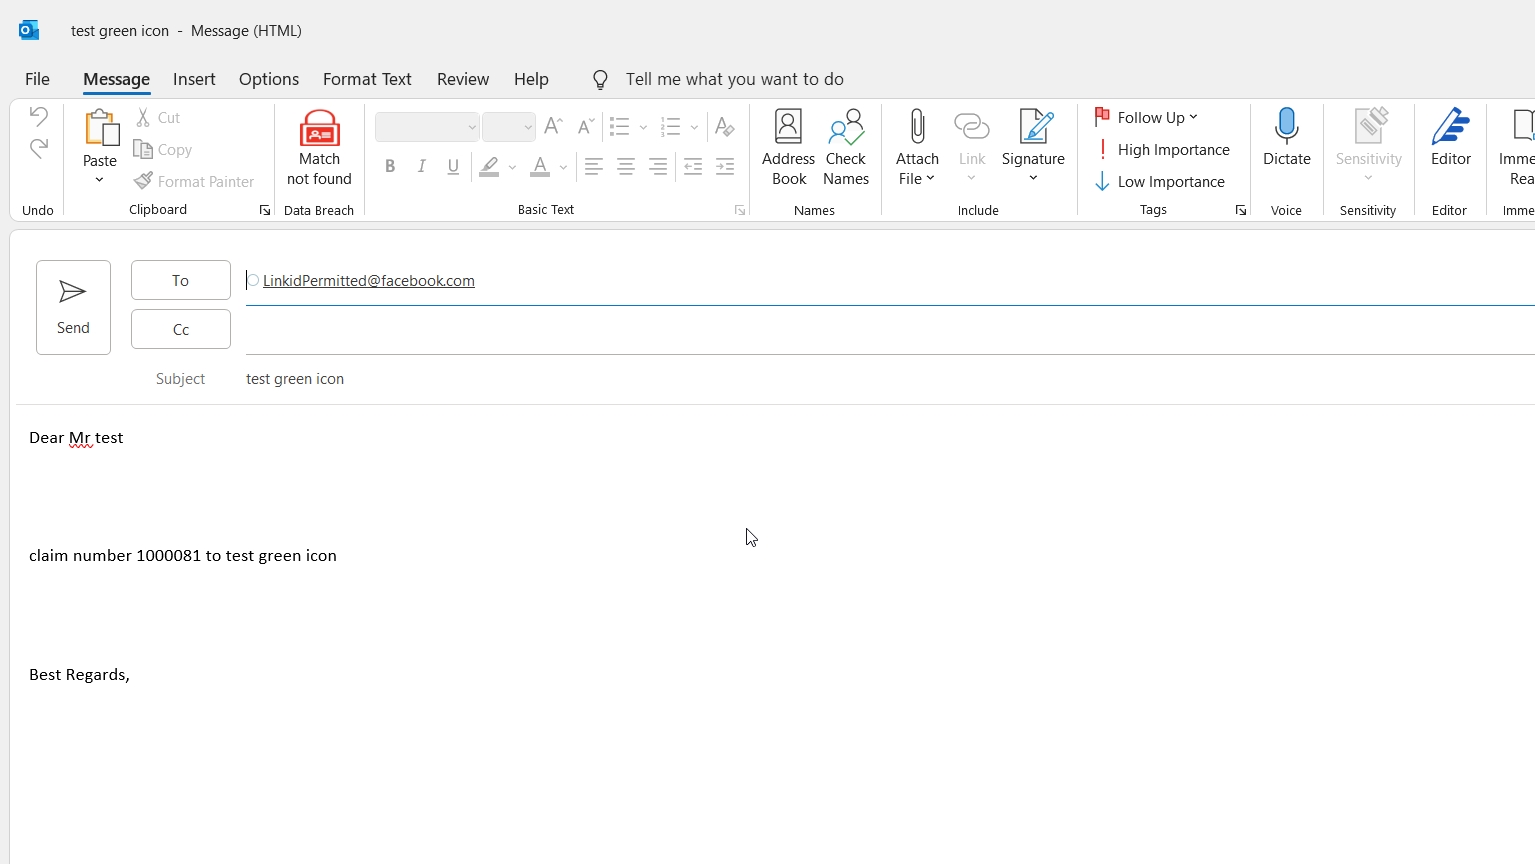 test green icon - Message (HTML)
File Message Insert Options Format Text Review Help Tell me what you want to do
Cut
Copy
Format Painter
Paste
Match
not found
Address
Book
Check
Names
Attach
File
Link
Signature
Follow Up
High Importance
Low Importance
Dictate
Sensitivity
Editor
Imme
Rea
Undo Clipboard Data Breach Basic Text Names Include Tags Voice Sensitivity Editor Imme
Send
To LinkidPermitted@facebook.com
Cc
Subject test green icon
Dear Mr test
claim number 1000081 to test green icon
Best Regards,